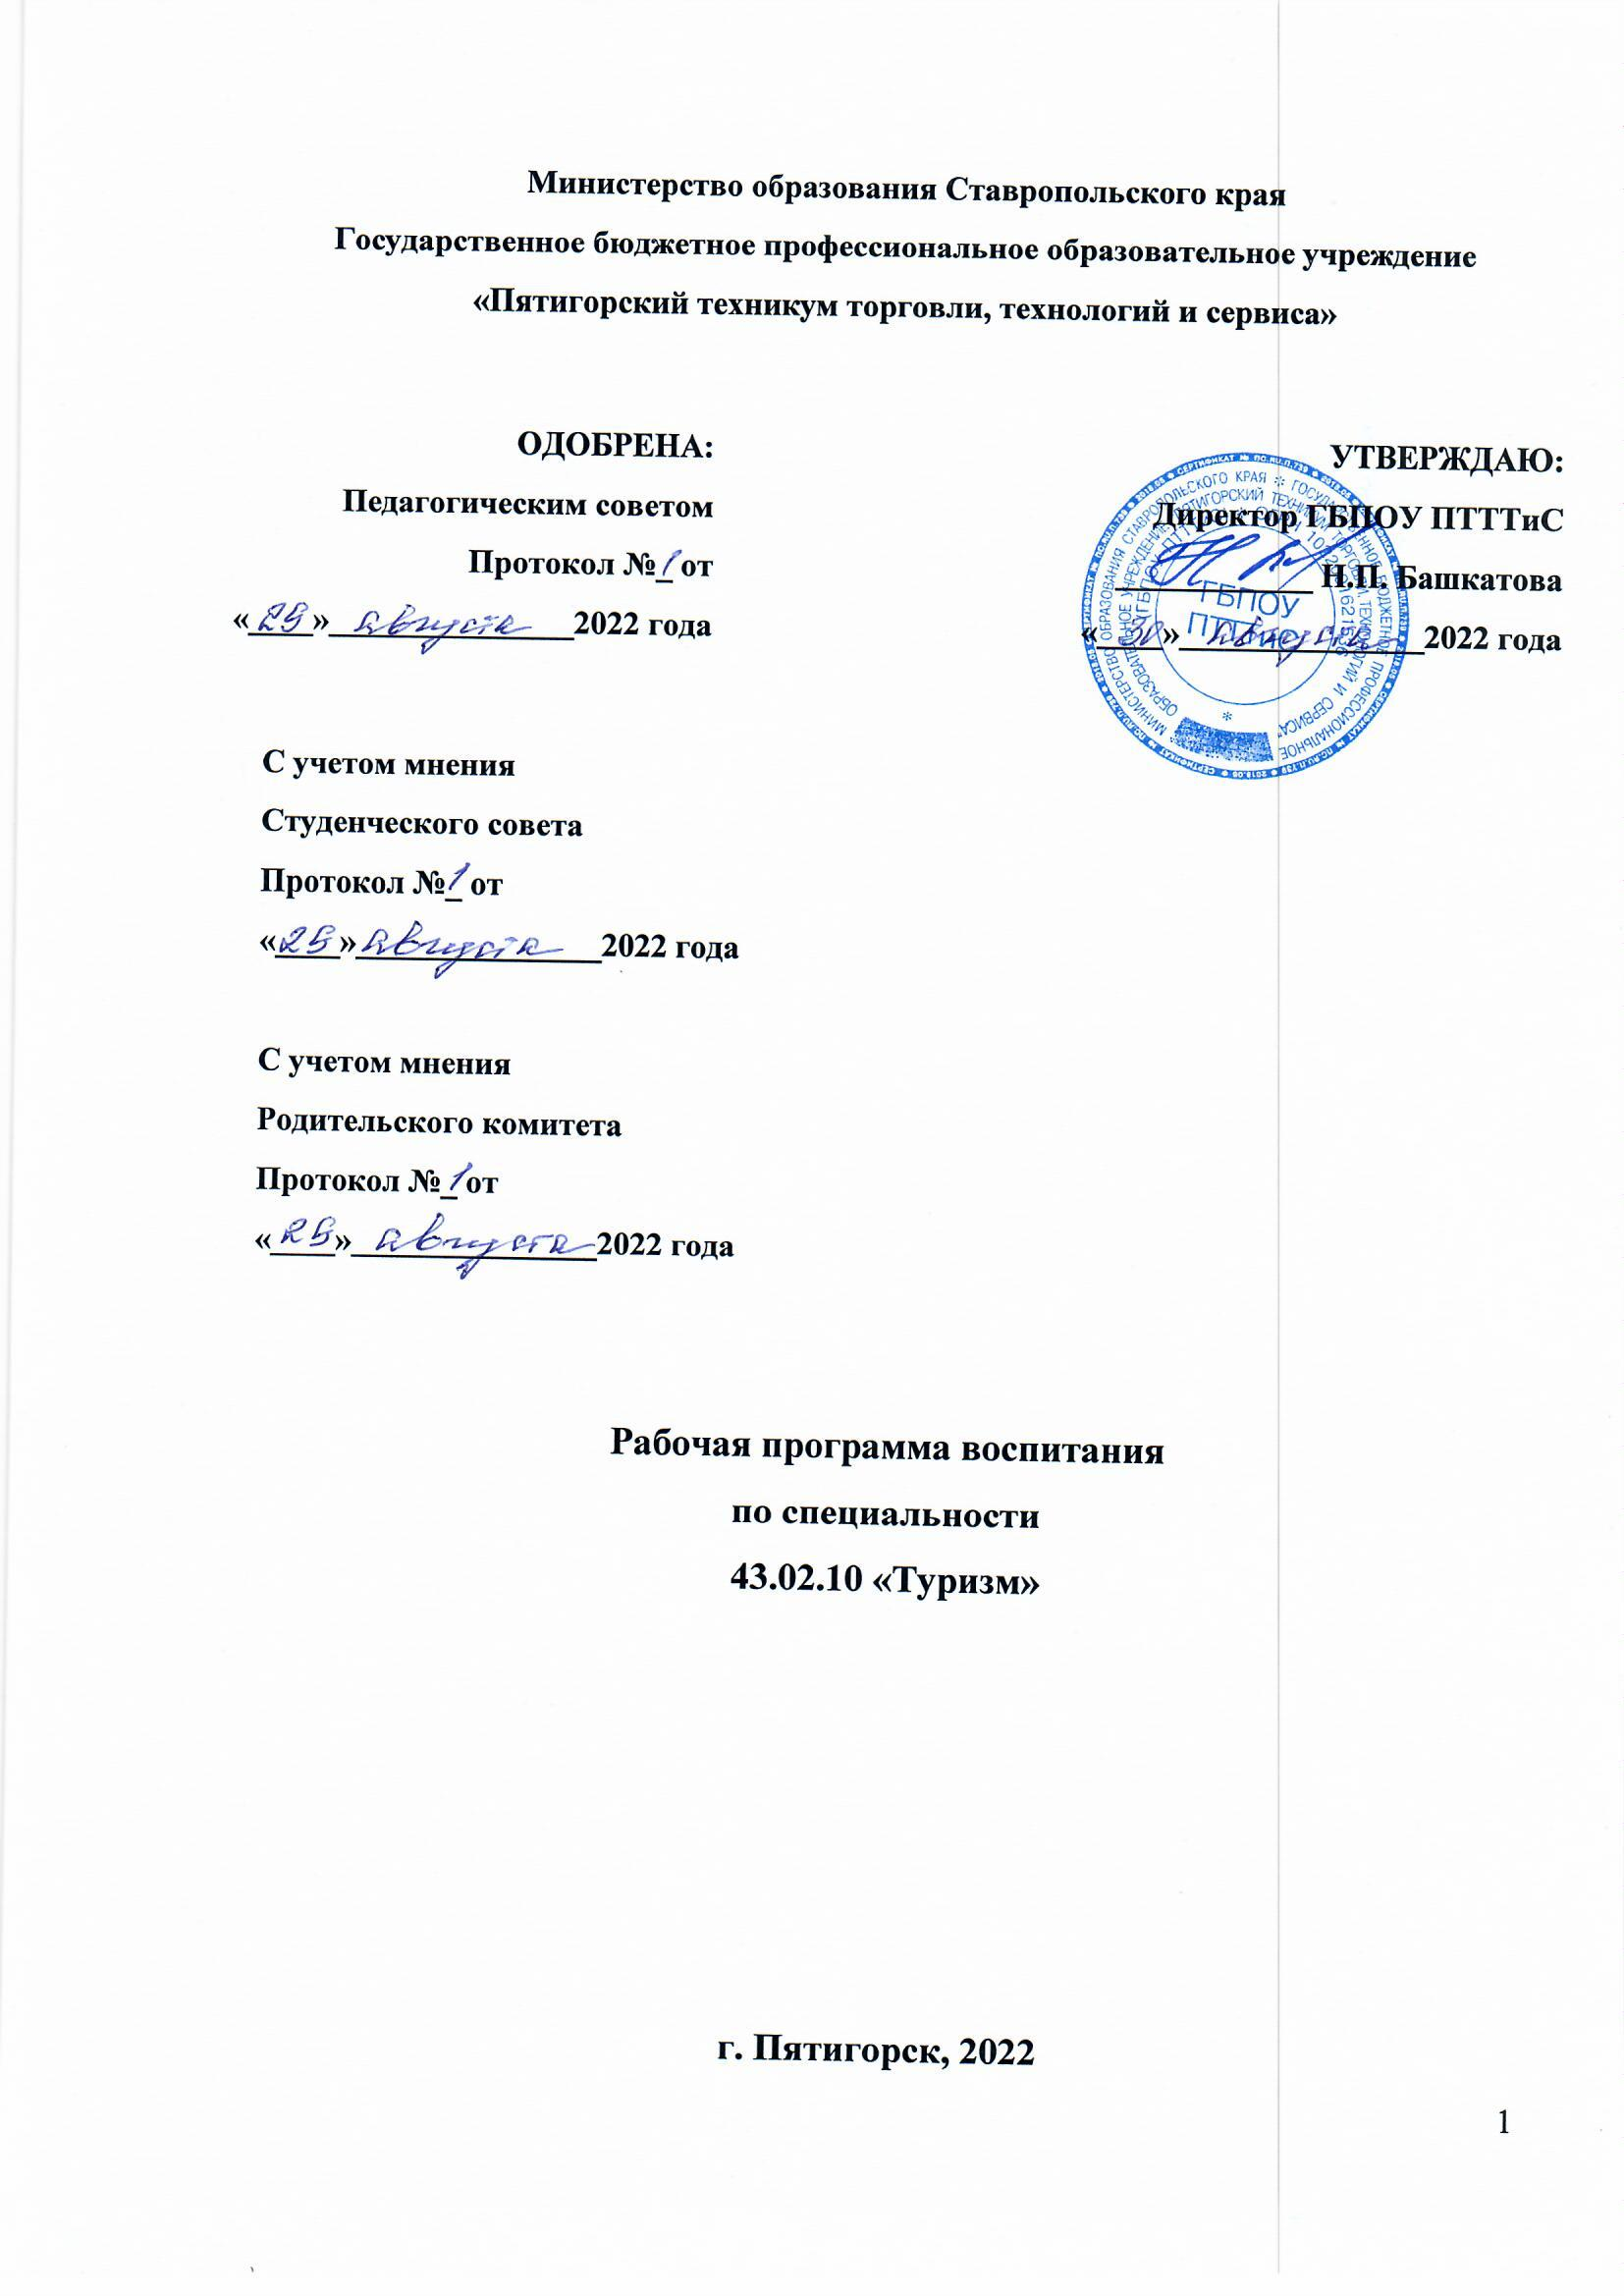 Министерство образования Ставропольского края
Государственное бюджетное профессиональное образовательное учреждение
«Пятигорский техникум торговли, технологий и сервиса»
ОДОБРЕНА:
Педагогическим советом
Протокол № 1 от
«29» августа 2022 года
УТВЕРЖДАЮ:
Директор ГБПОУ ПТТТиС
Н.П. Башкатова
«30» августа 2022 года
ГБПОУ
ПТТТиС
С учетом мнения
Студенческого совета
Протокол № 1 от
«29» августа 2022 года
С учетом мнения
Родительского комитета
Протокол № 1 от
«29» августа 2022 года
Рабочая программа воспитания
по специальности
43.02.10 «Туризм»
г. Пятигорск, 2022
1